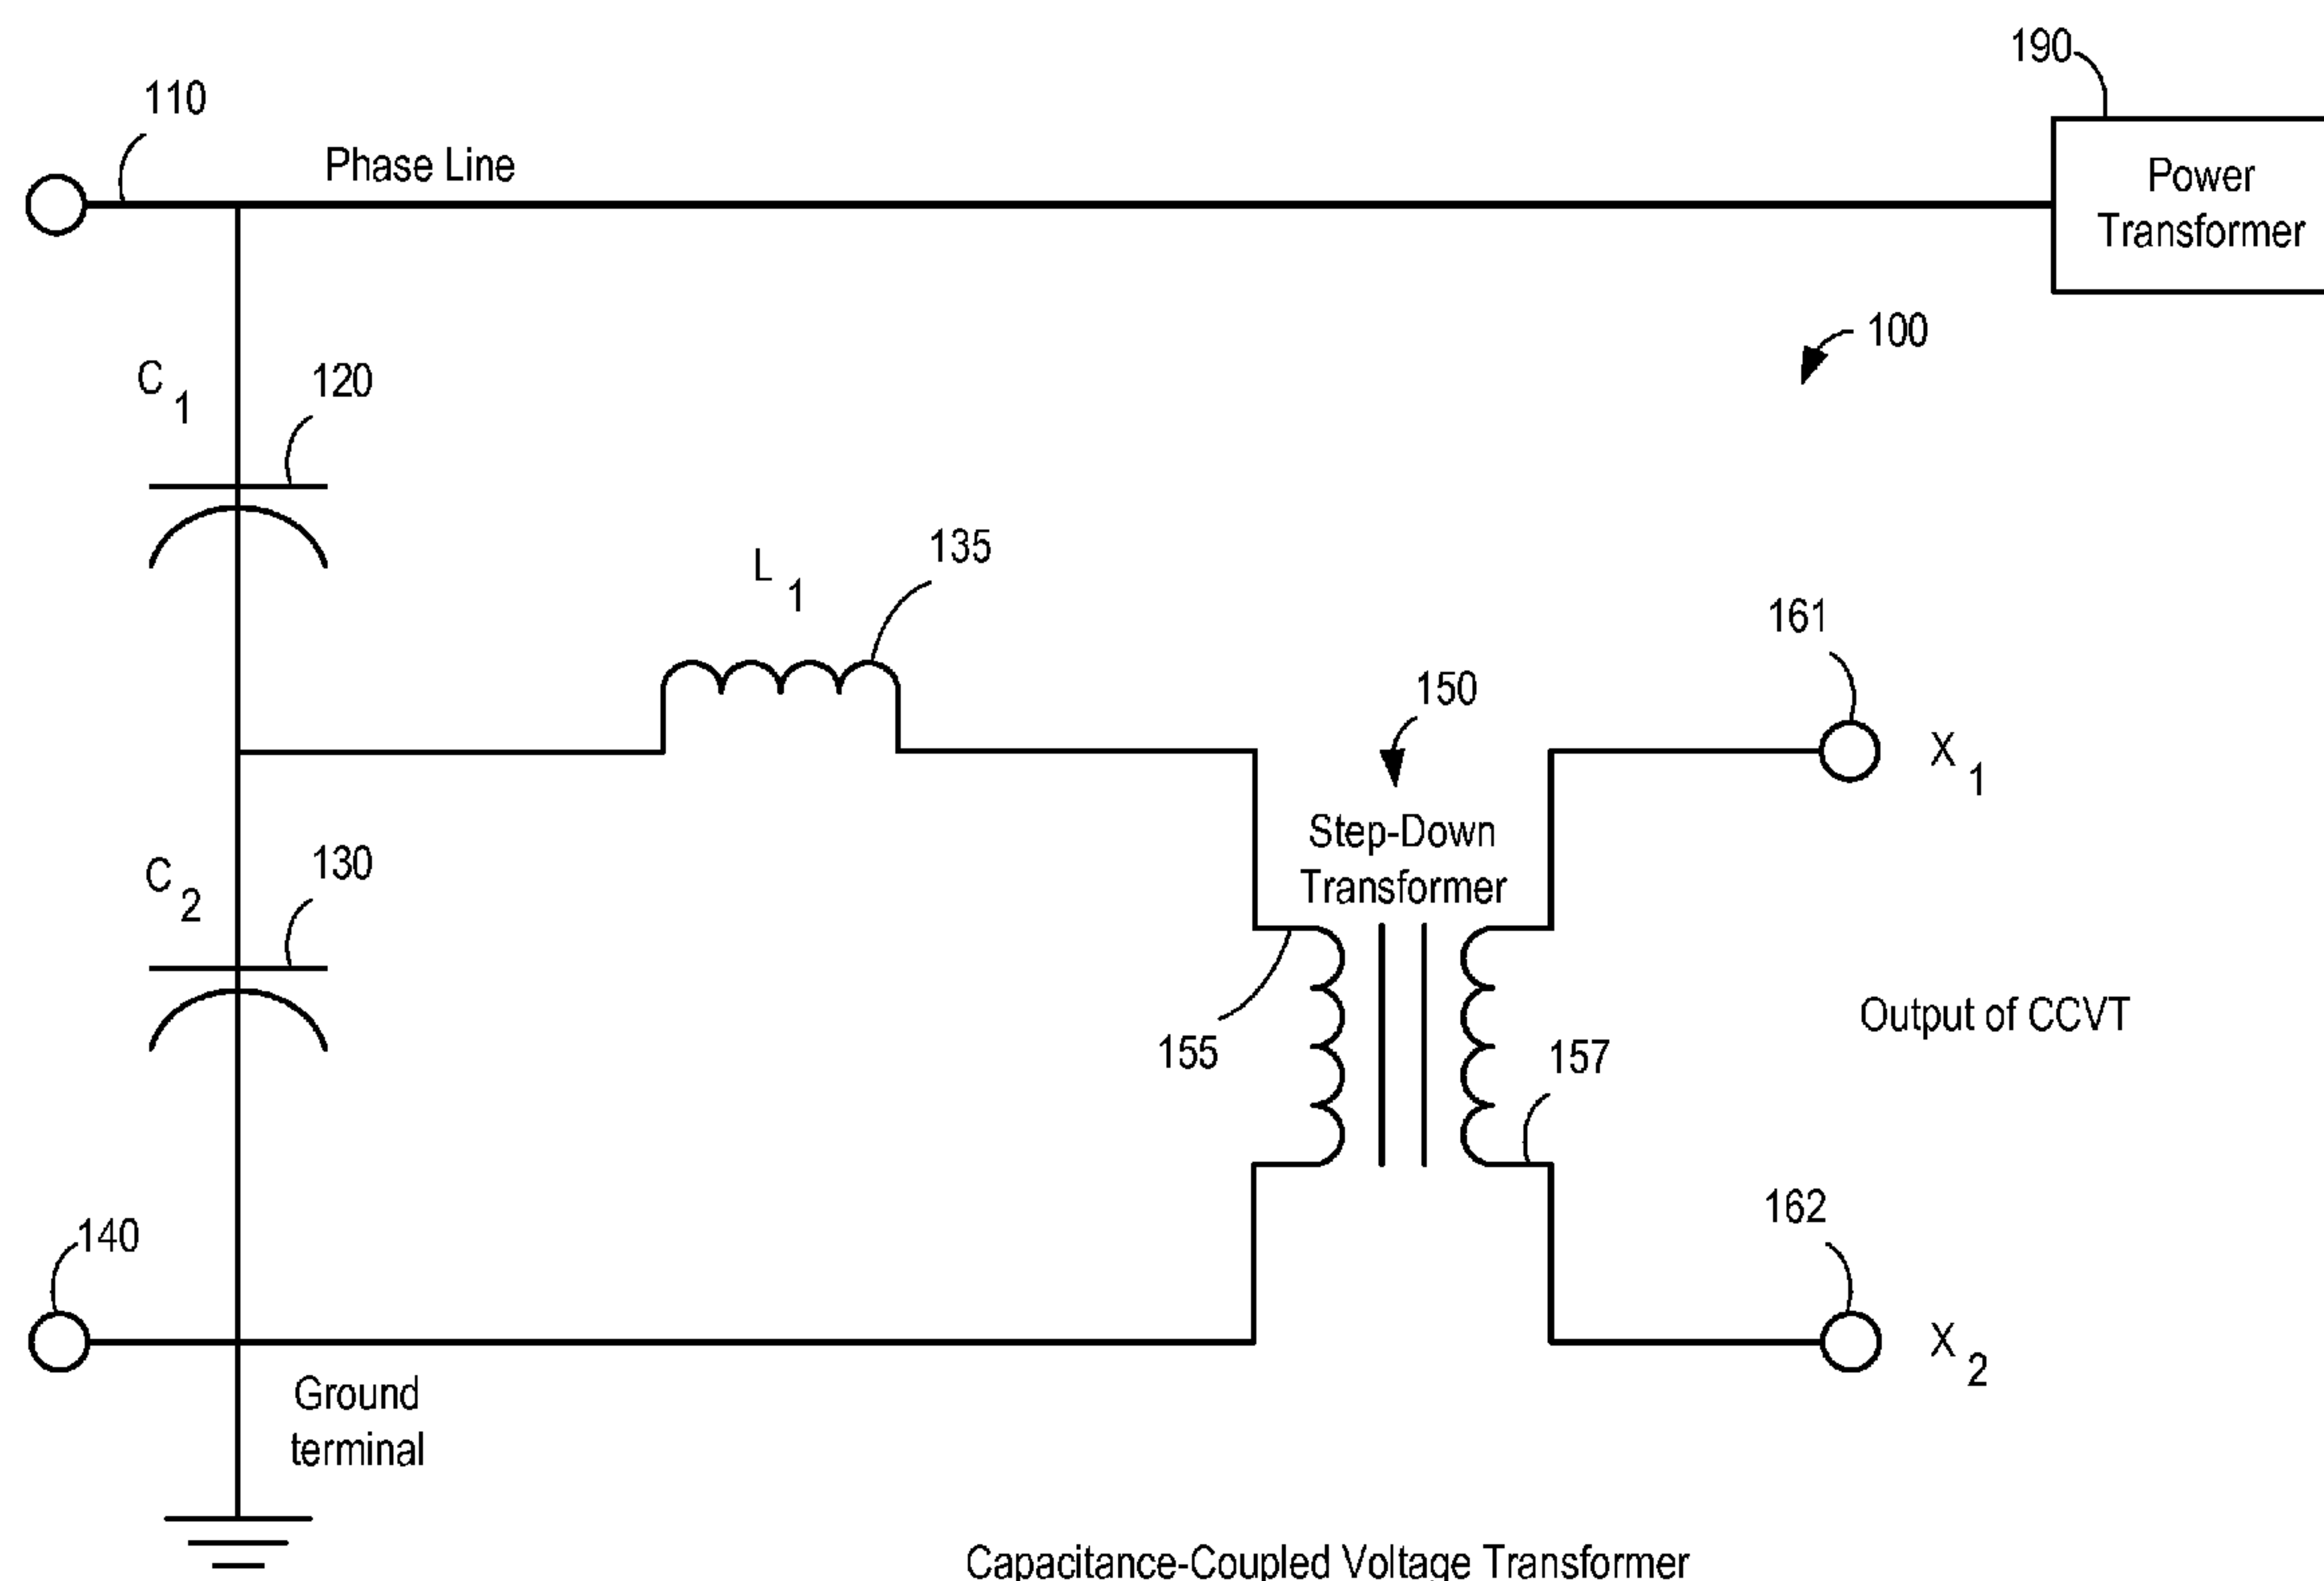 190
110
Phase Line
Power
Transformer
100
C 1
120
L 1
135
161
150
X 1
Step-Down
Transformer
C 2
130
Output of CCVT
155
157
162
140
X 2
Ground
terminal
Capacitance-Coupled Voltage Transformer